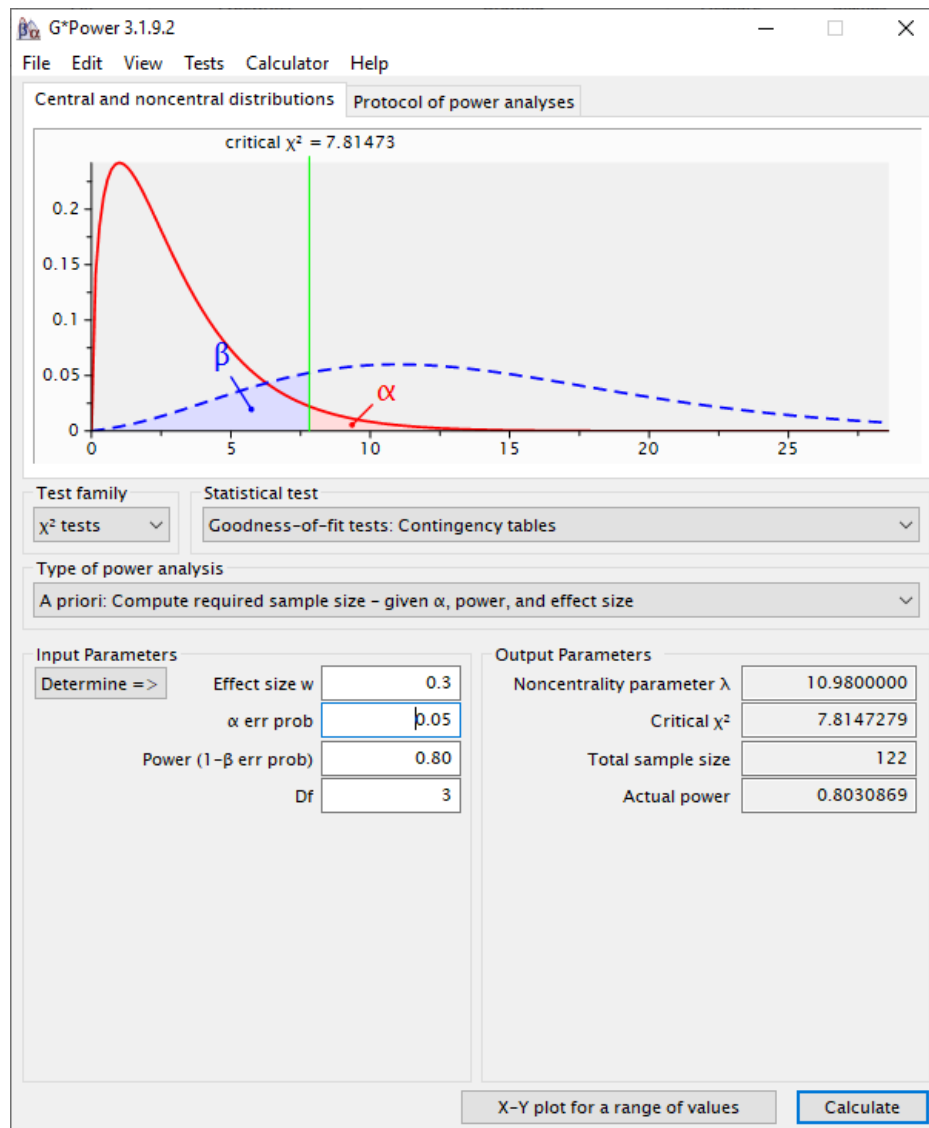 G*Power 3.1.9.2
File Edit View Tests Calculator Help
Central and noncentral distributions Protocol of power analyses
critical χ² = 7.81473
0.2
0.15
0.1
0.05
0
β
α
0 5 10 15 20 25
Test family Statistical test
χ² tests Goodness-of-fit tests: Contingency tables
Type of power analysis
A priori: Compute required sample size - given α, power, and effect size
Input Parameters Output Parameters
Determine => Effect size w 0.3 Noncentrality parameter λ 10.9800000
α err prob 0.05 Critical χ² 7.8147279
Power (1-β err prob) 0.80 Total sample size 122
Df 3 Actual power 0.8030869
X-Y plot for a range of values Calculate